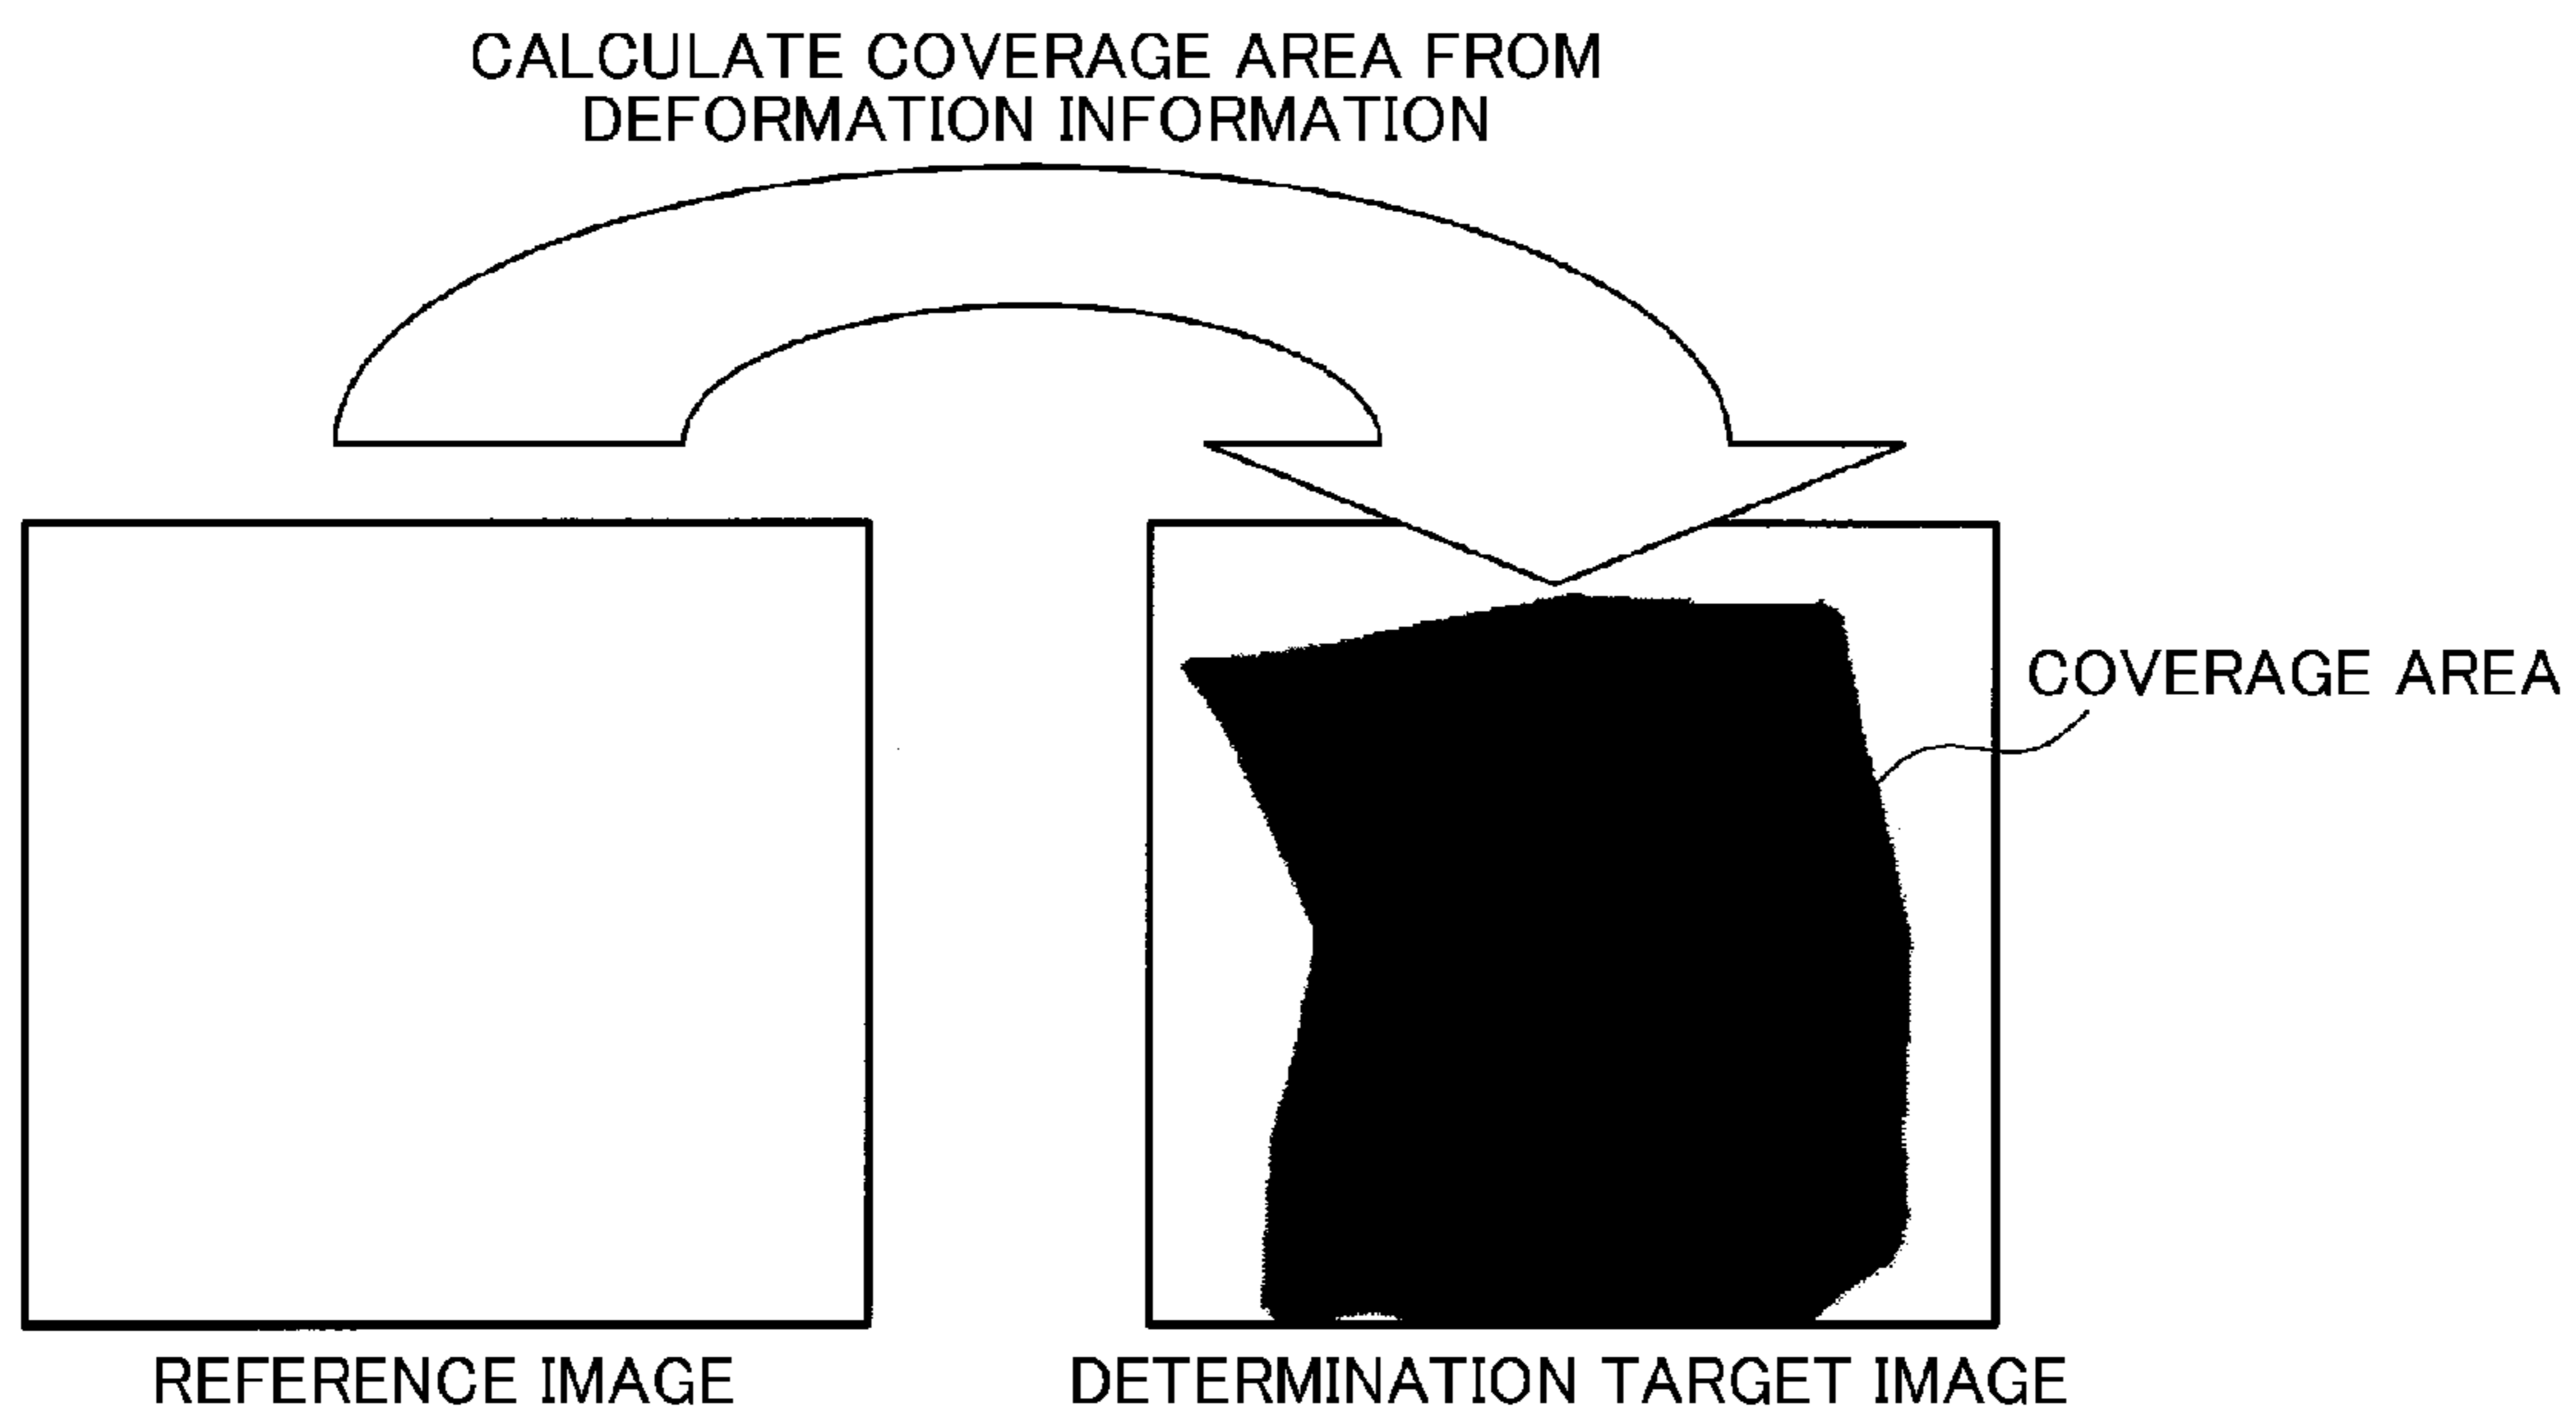 CALCULATE COVERAGE AREA FROM
DEFORMATION INFORMATION
COVERAGE AREA
REFERENCE IMAGE
DETERMINATION TARGET IMAGE